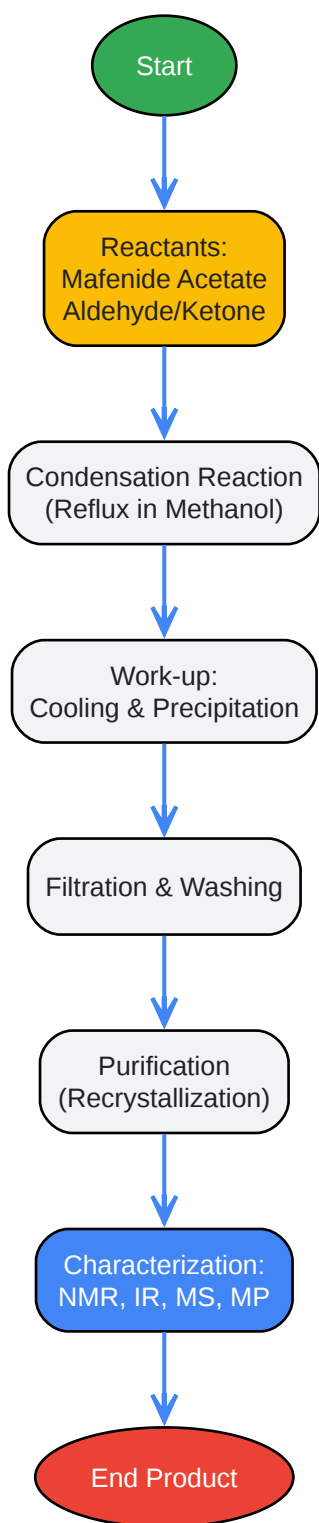 Start
Reactants:
Mafenide Acetate
Aldehyde/Ketone
Condensation Reaction
(Reflux in Methanol)
Work-up:
Cooling & Precipitation
Filtration & Washing
Purification
(Recrystallization)
Characterization:
NMR, IR, MS, MP
End Product